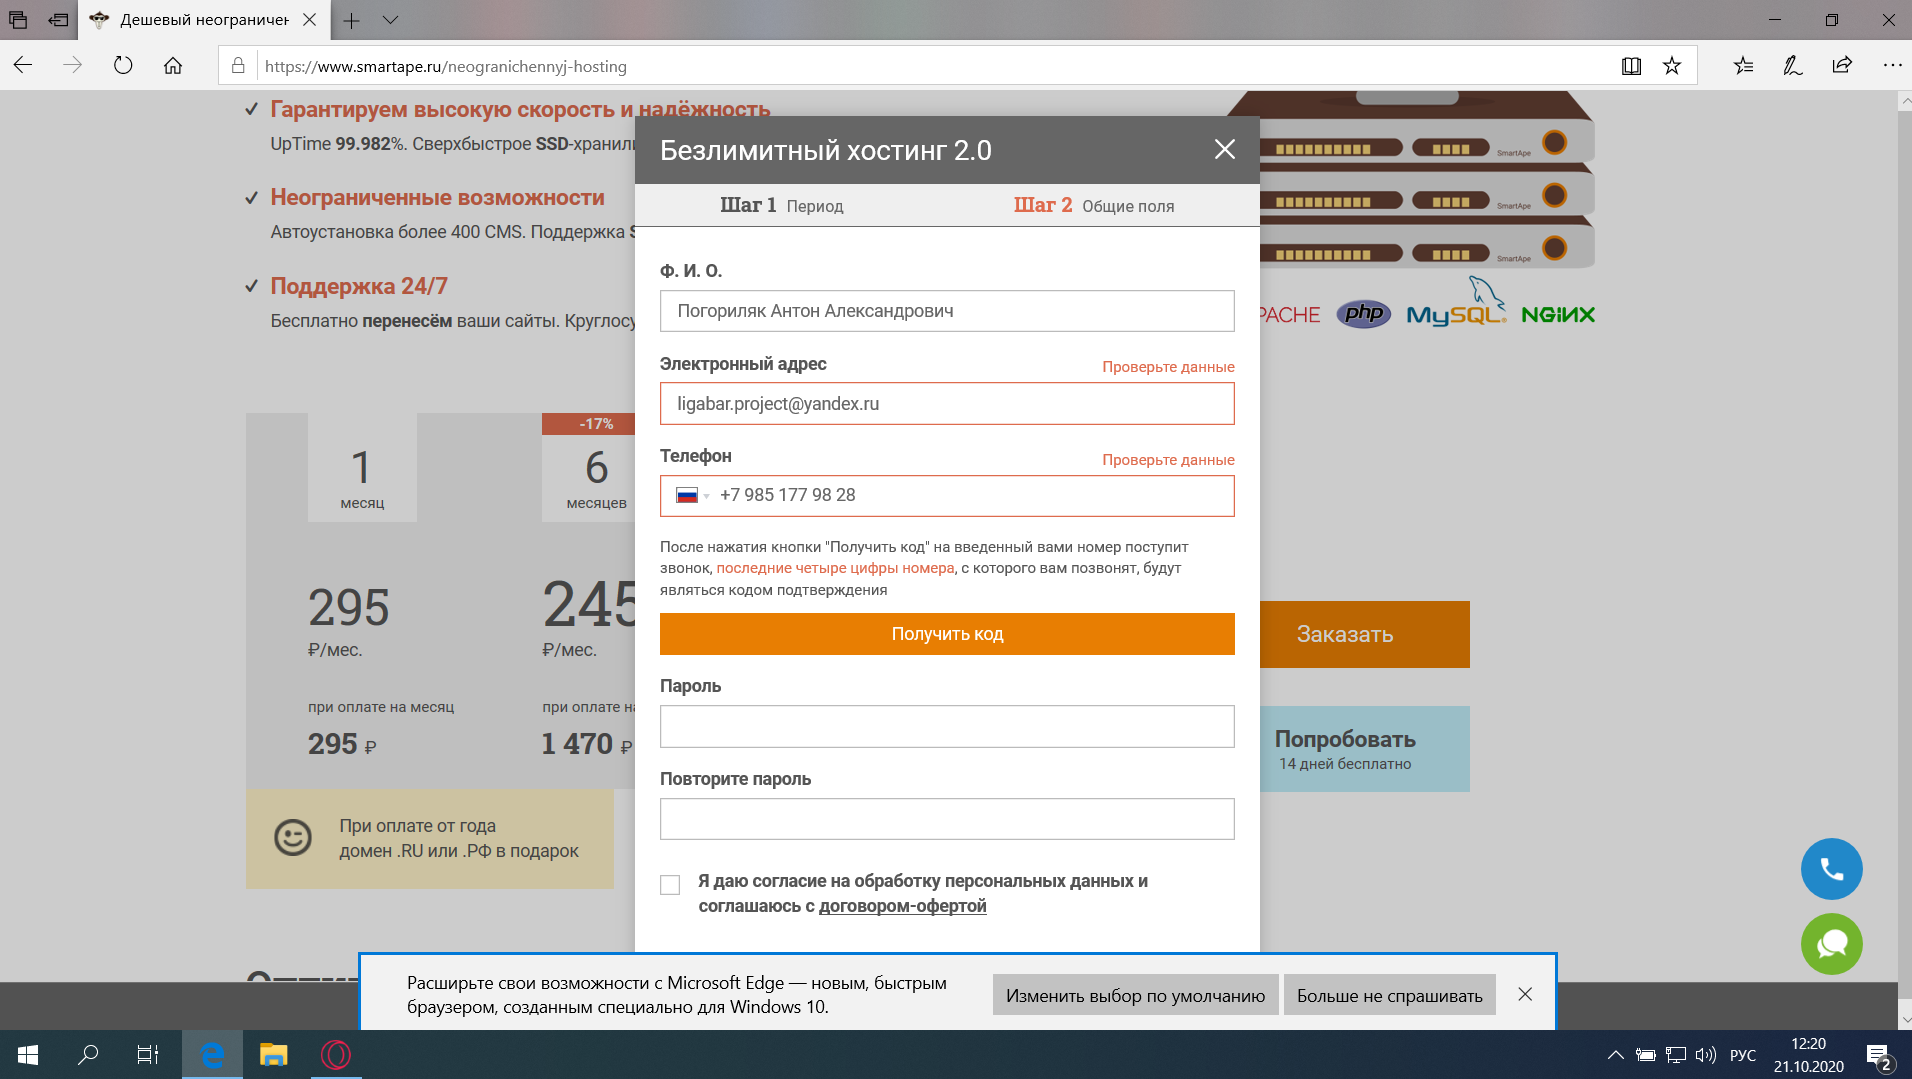 Дешевый неограничен
https://www.smartape.ru/neogranichennyj-hosting
Гарантируем высокую скорость и надёжность
UpTime 99.982%. Сверхбыстрое SSD-хранили
Неограниченные возможности
Автоустановка более 400 CMS. Поддержка S
Поддержка 24/7
Бесплатно перенесём ваши сайты. Круглосу
SmartApe
SmartApe
SmartApe
PACHE
php
MySQL
NGiNX
-17%
1
месяц
6
месяцев
295
₽/мес.
245
₽/мес.
при оплате на месяц
295 ₽
при оплате на
1 470 ₽
При оплате от года
домен .RU или .РФ в подарок
Безлимитный хостинг 2.0
Шаг 1 Период
Шаг 2 Общие поля
Ф. И. О.
Погориляк Антон Александрович
Электронный адрес
Проверьте данные
ligabar.project@yandex.ru
Телефон
Проверьте данные
+7 985 177 98 28
После нажатия кнопки "Получить код" на введенный вами номер поступит
звонок, последние четыре цифры номера, с которого вам позвонят, будут
являться кодом подтверждения
Получить код
Пароль
Повторите пароль
Я даю согласие на обработку персональных данных и
соглашаюсь с договором-офертой
Заказать
Попробовать
14 дней бесплатно
Расширьте свои возможности с Microsoft Edge — новым, быстрым
браузером, созданным специально для Windows 10.
Изменить выбор по умолчанию
Больше не спрашивать
РУС
12:20
21.10.2020
2